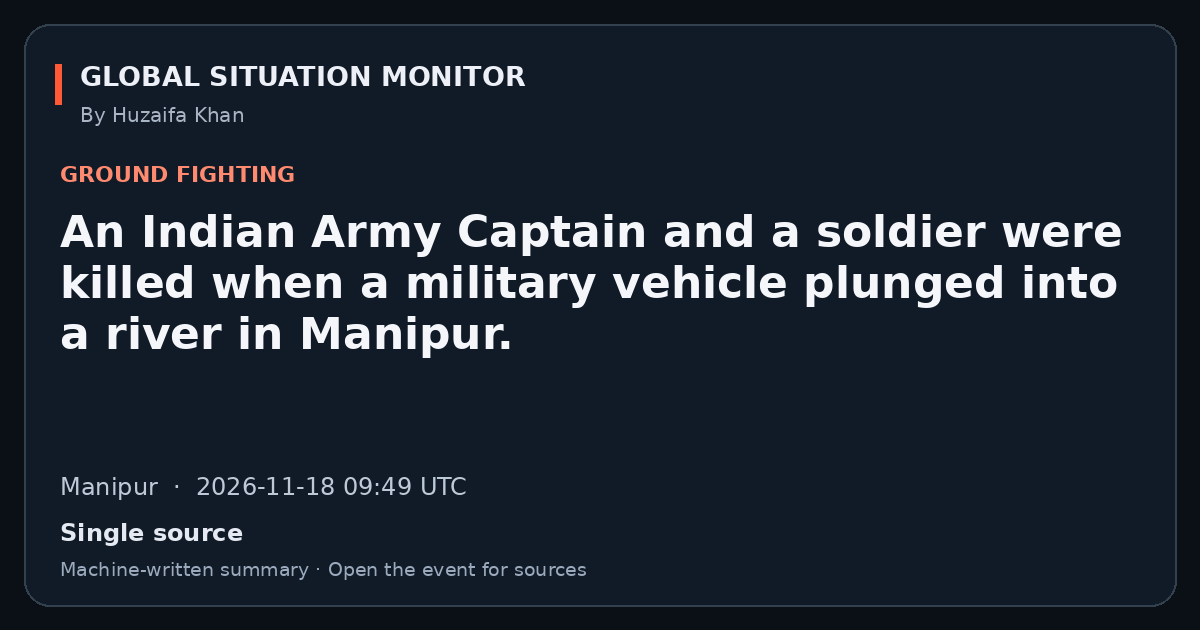 GLOBAL SITUATION MONITOR
By Huzaifa Khan
GROUND FIGHTING
An Indian Army Captain and a soldier were
killed when a military vehicle plunged into
a river in Manipur.
Manipur · 2026-11-18 09:49 UTC
Single source
Machine-written summary · Open the event for sources